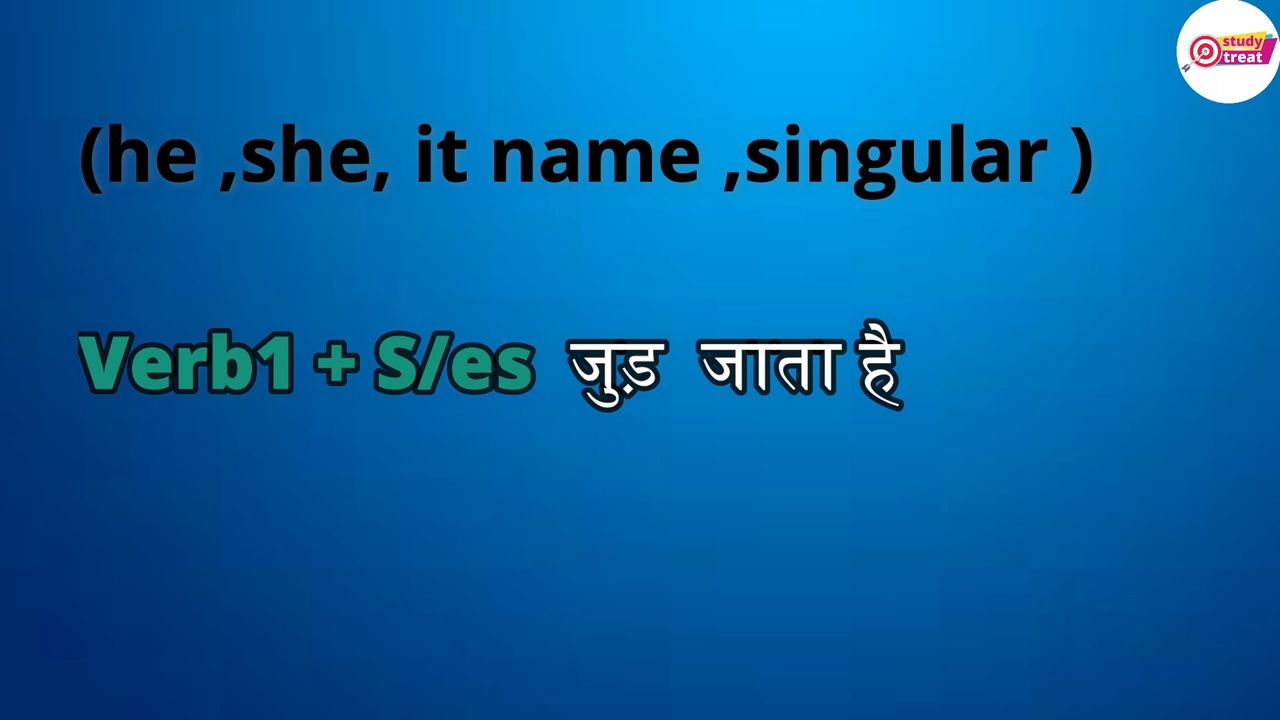 study
treat
(he ,she, it name ,singular )
Verb1 + S/es जुड़ जाता है